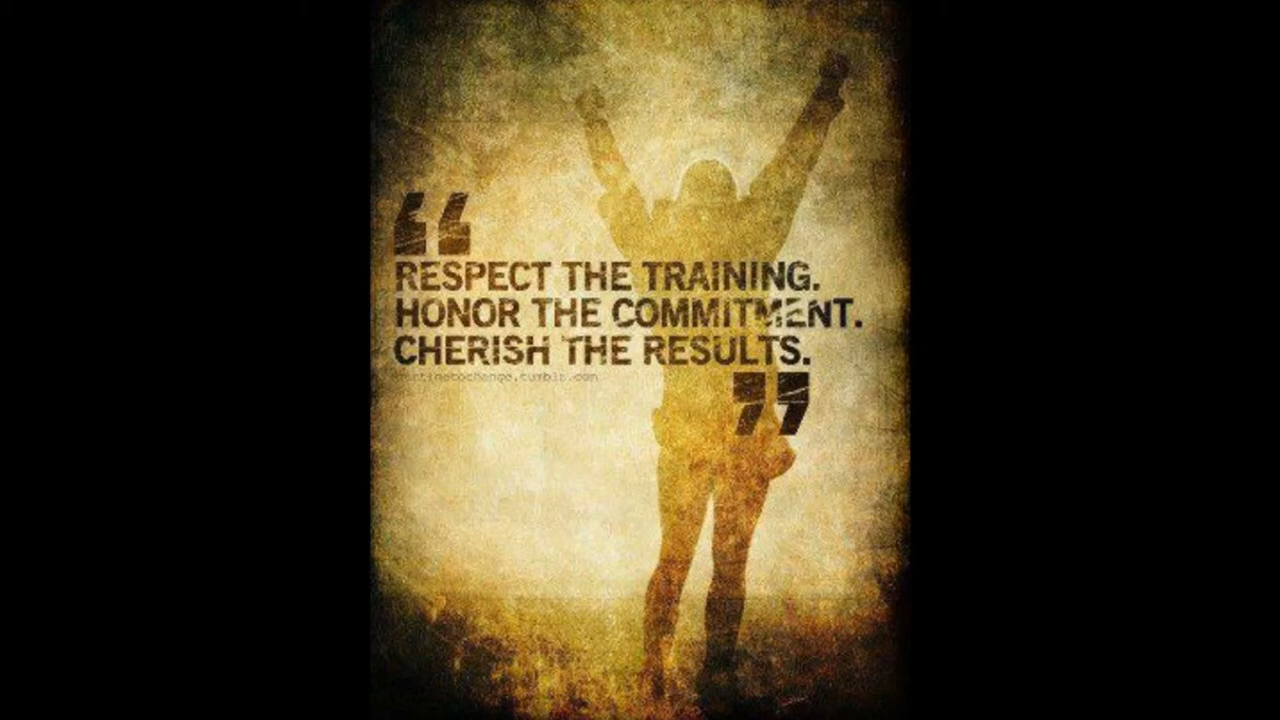 “
RESPECT THE TRAINING.
HONOR THE COMMITMENT.
CHERISH THE RESULTS.
”